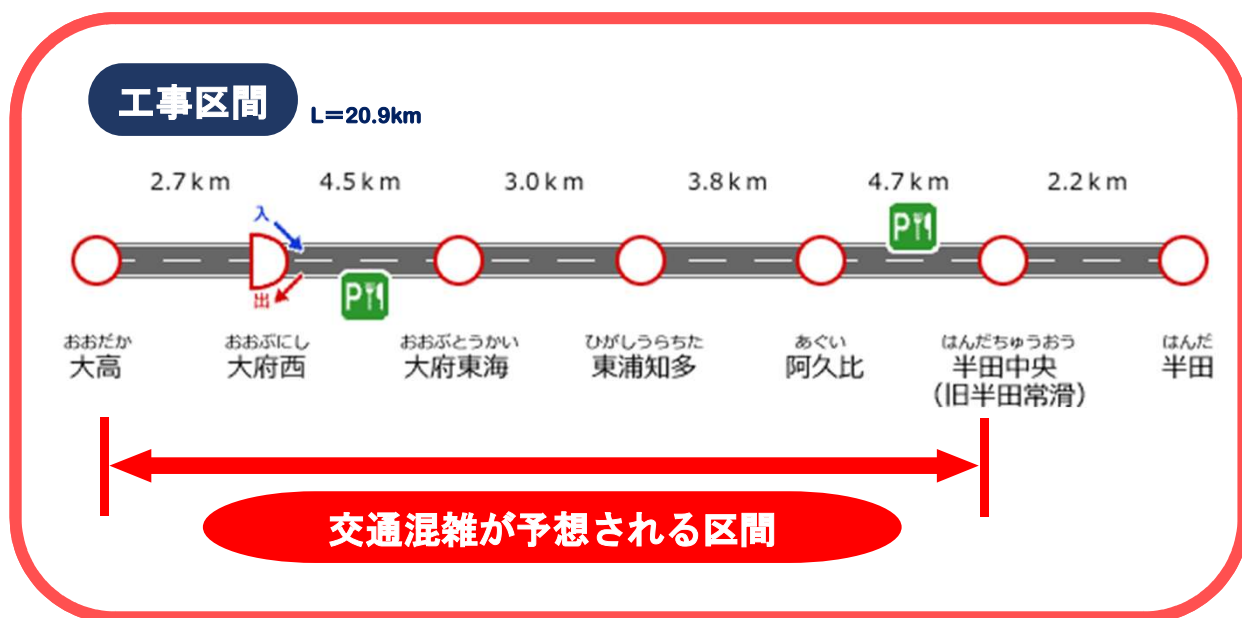 工事区間
L=20.9km
2.7km
4.5km
3.0km
3.8km
4.7km
2.2km
入
出
P
P
おおだか
大高
おおぶにし
大府西
おおぶとうかい
大府東海
ひがしうらちた
東浦知多
あぐい
阿久比
はんだちゅうおう
半田中央
(旧半田常滑)
はんだ
半田
交通混雑が予想される区間